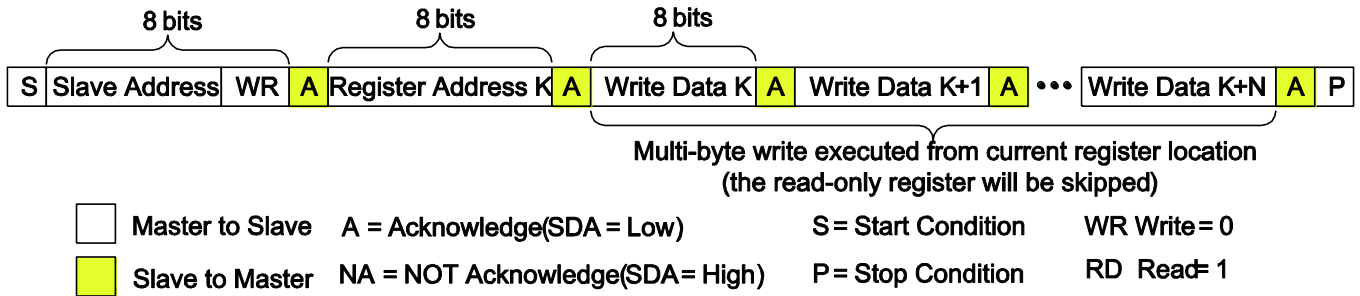 8 bits 8 bits 8 bits
S Slave Address WR A Register Address K A Write Data K A Write Data K+1 A ••• Write Data K+N A P
Multi-byte write executed from current register location
(the read-only register will be skipped)
Master to Slave A = Acknowledge(SDA = Low) S = Start Condition WR Write = 0
Slave to Master NA = NOT Acknowledge(SDA = High) P = Stop Condition RD Read= 1